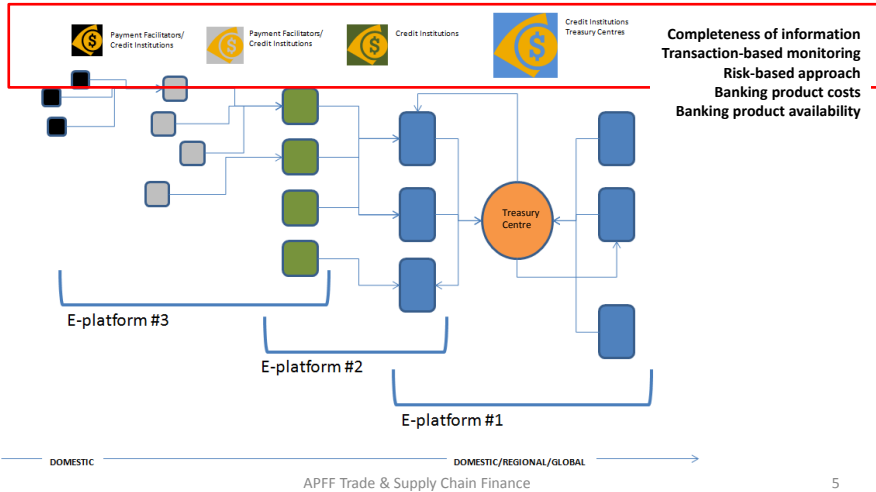 Payment Facilitators/
Credit Institutions
$
Payment Facilitators/
Credit Institutions
$
Credit Institutions
$
Credit Institutions
Treasury Centres
$
Completeness of information
Transaction-based monitoring
Risk-based approach
Banking product costs
Banking product availability
Treasury
Centre
E-platform #3
E-platform #2
E-platform #1
DOMESTIC
DOMESTIC/REGIONAL/GLOBAL
APFF Trade & Supply Chain Finance
5